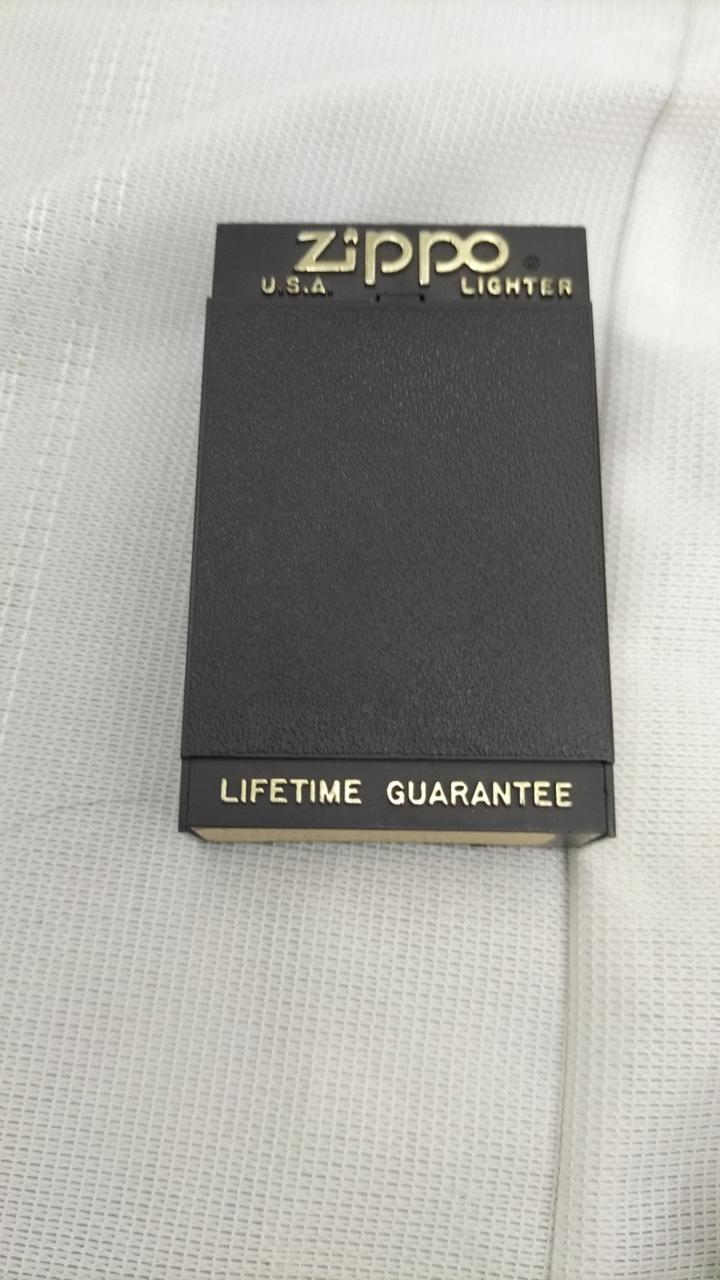 Zippo ®
U.S.A. LIGHTER
LIFETIME GUARANTEE